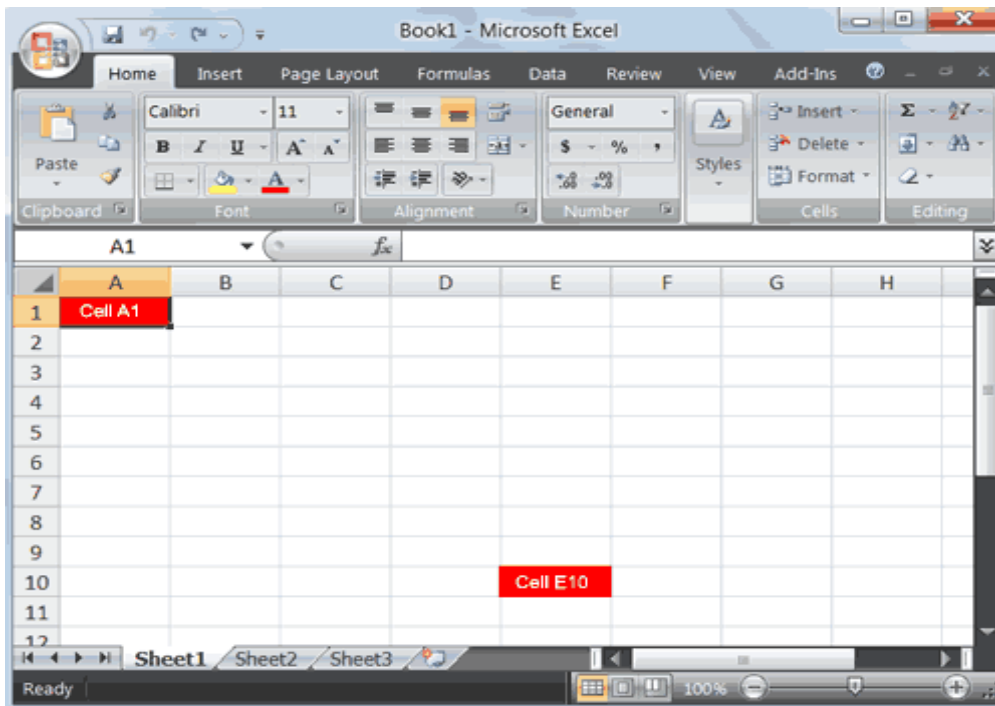 Book1 - Microsoft Excel
Home Insert Page Layout Formulas Data Review View Add-Ins
Calibri 11 General Insert
Paste B I U A A $ % , Styles Delete
A .00 Format
Clipboard Font Alignment Number Cells Editing
A1 fx
A B C D E F G H
1 Cell A1
2
3
4
5
6
7
8
9
10 Cell E10
11
12
Sheet1 Sheet2 Sheet3
Ready 100%